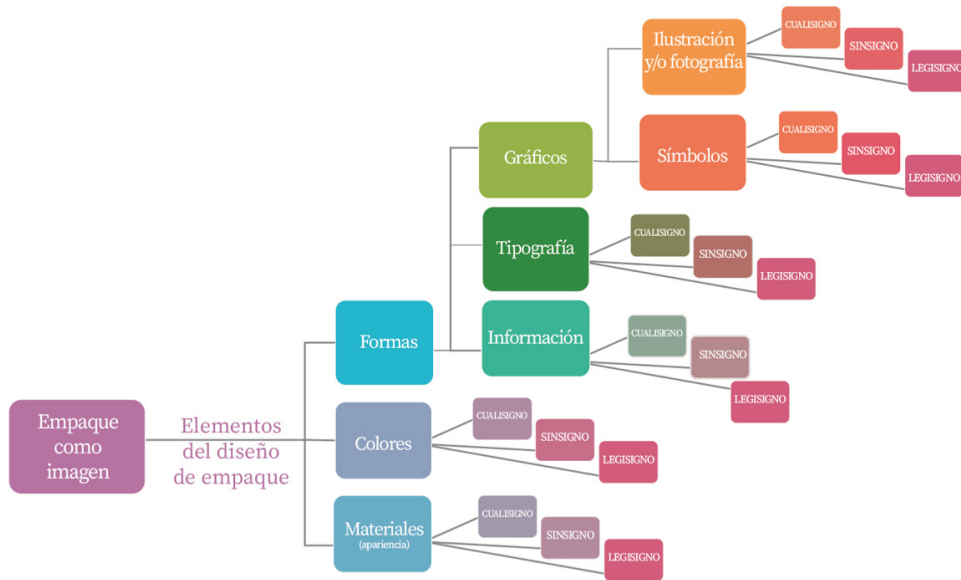 Ilustración
y/o fotografía
CUALISIGNO
SINSIGNO
LEGISIGNO
Gráficos
Símbolos
CUALISIGNO
SINSIGNO
LEGISIGNO
Tipografía
CUALISIGNO
SINSIGNO
LEGISIGNO
Formas
Información
CUALISIGNO
SINSIGNO
LEGISIGNO
Empaque
como
imagen
Elementos
del diseño
de empaque
Colores
CUALISIGNO
SINSIGNO
LEGISIGNO
Materiales
(apariencia)
CUALISIGNO
SINSIGNO
LEGISIGNO